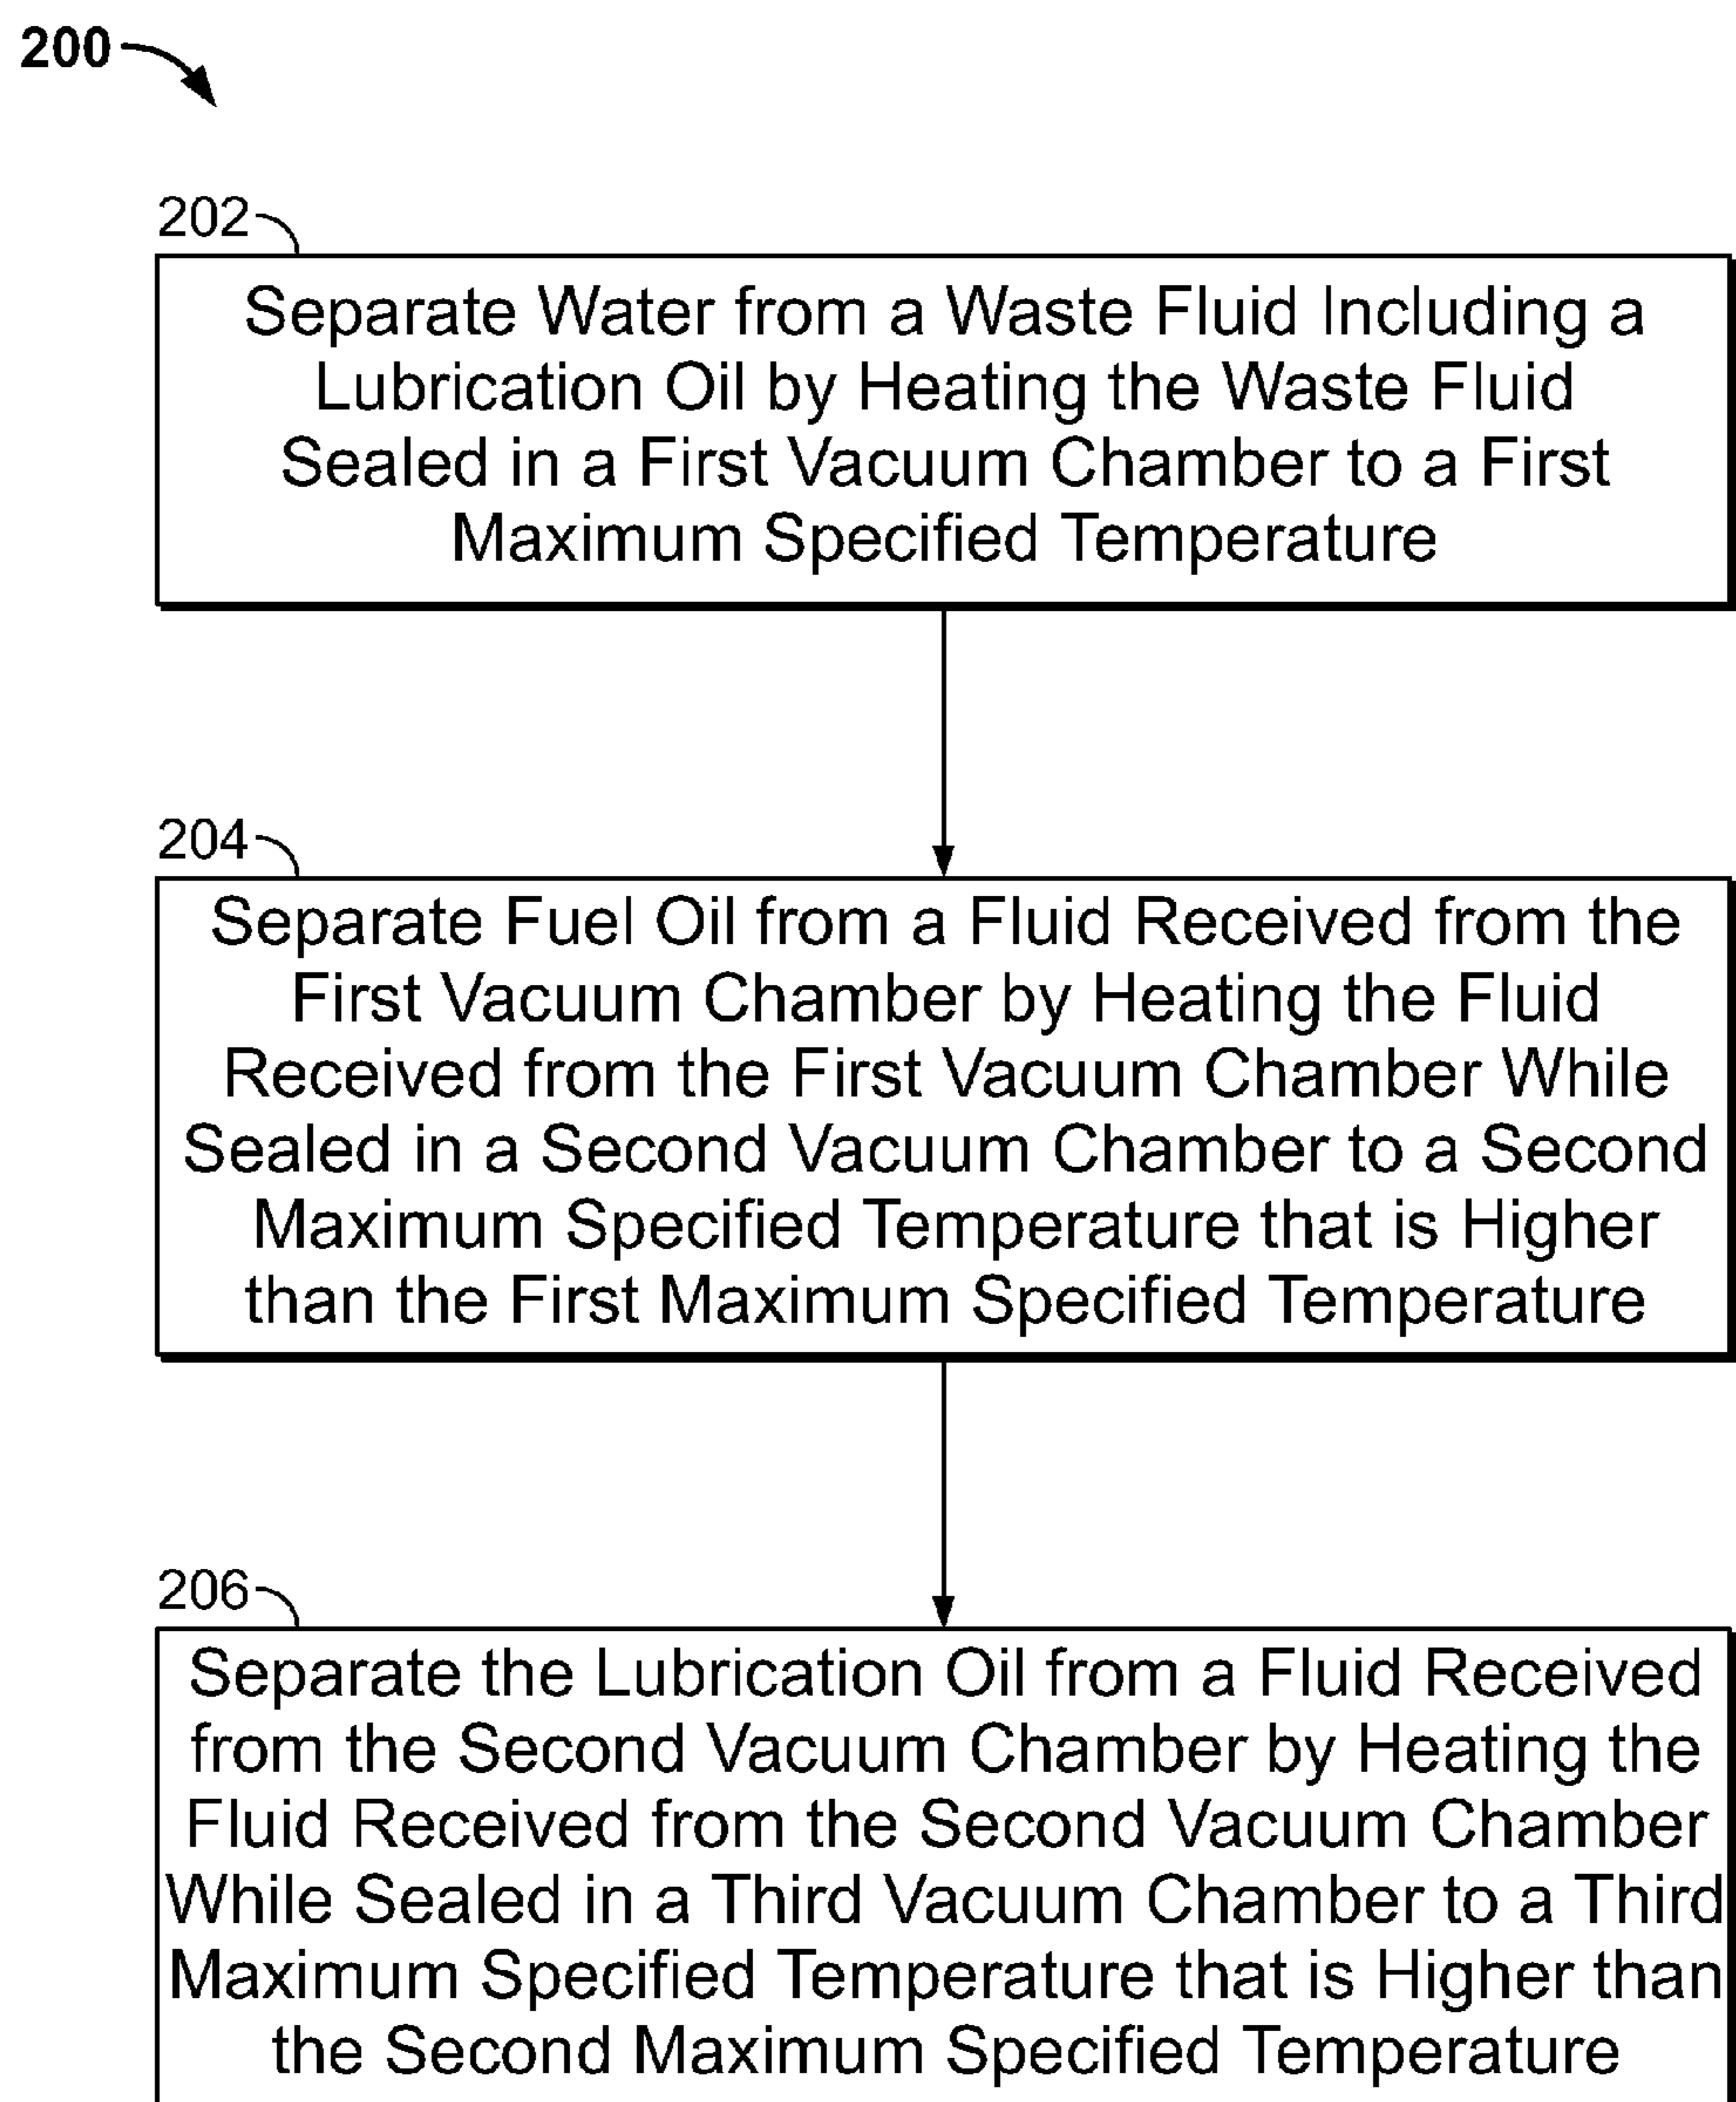 200
202
Separate Water from a Waste Fluid Including a
Lubrication Oil by Heating the Waste Fluid
Sealed in a First Vacuum Chamber to a First
Maximum Specified Temperature
204
Separate Fuel Oil from a Fluid Received from the
First Vacuum Chamber by Heating the Fluid
Received from the First Vacuum Chamber While
Sealed in a Second Vacuum Chamber to a Second
Maximum Specified Temperature that is Higher
than the First Maximum Specified Temperature
206
Separate the Lubrication Oil from a Fluid Received
from the Second Vacuum Chamber by Heating the
Fluid Received from the Second Vacuum Chamber
While Sealed in a Third Vacuum Chamber to a Third
Maximum Specified Temperature that is Higher than
the Second Maximum Specified Temperature